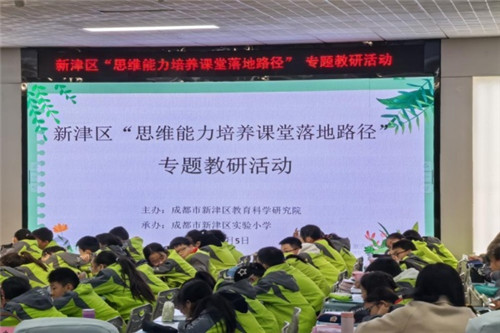 新津区“思维能力培养课堂落地路径” 专题教研活动
新津区“思维能力培养课堂落地路径”
专题教研活动
主办：成都市新津区教育科学研究院
承办：成都市新津区实验小学
月5日